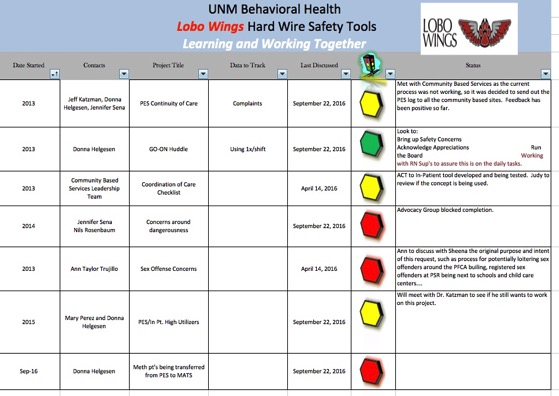 UNM Behavioral Health
Lobo Wings Hard Wire Safety Tools
Learning and Working Together
LOBO
WINGS
Date Started Contacts Project Title Data to Track Last Discussed Status
2013 Jeff Katzman, Donna Helgesen, Jennifer Sena PES Continuity of Care Complaints September 22, 2016
Met with Community Based Services as the current
process was not working, so it was decided to send out the
PES log to all the community based sites. Feedback has
been positive so far.
2013 Donna Helgesen GO-ON Huddle Using 1x/shift September 22, 2016
Look to:
Bring up Safety Concerns
Acknowledge Appreciations Run
the Board Working
with RN Sup's to assure this is on the daily tasks.
2013 Community Based Services Leadership Team Coordination of Care Checklist April 14, 2016
ACT to In-Patient tool developed and being tested. Judy to
review if the concept is being used.
2014 Jennifer Sena Nils Rosenbaum Concerns around dangerousness September 22, 2016
Advocacy Group blocked completion.
2013 Ann Taylor Trujillo Sex Offense Concerns April 14, 2016
Ann to discuss with Sheena the original purpose and intent
of this request, such as process for potentially loitering sex
offenders around the PFCA builing, registered sex
offenders at PSR being next to schools and child care
centers....
2015 Mary Perez and Donna Helgesen PES/In Pt. High Utilizers September 22, 2016
Will meet with Dr. Katzman to see if he still wants to work
on this project.
Sep-16 Donna Helgesen Meth pt's being transferred from PES to MATS September 22, 2016